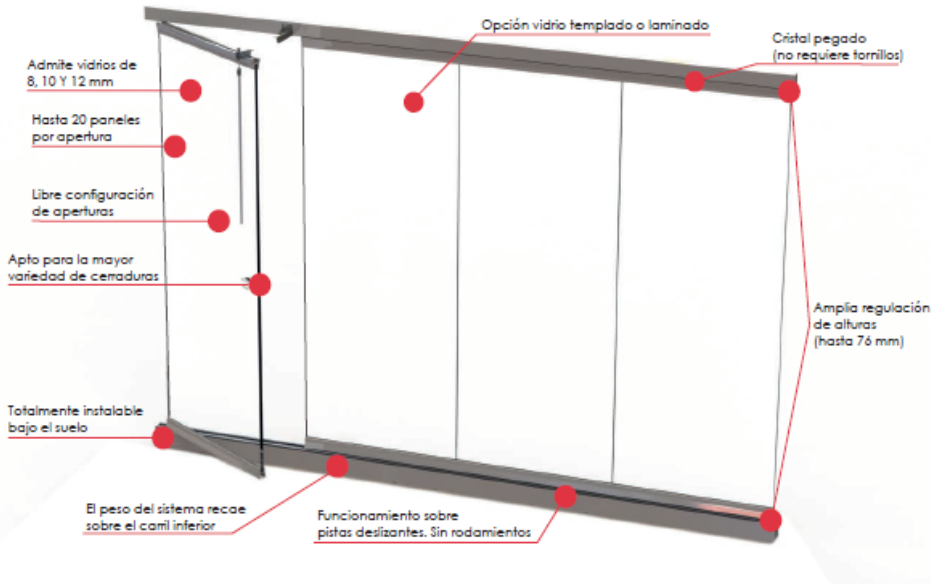 Opción vidrio templado o laminado
Cristal pegado
(no requiere tornillos)
Admite vidrios de
8, 10 Y 12 mm
Hasta 20 paneles
por apertura
Libre configuración
de aperturas
Apto para la mayor
variedad de cerraduras
Amplia regulación
de alturas
(hasta 76 mm)
Totalmente instalable
bajo el suelo
El peso del sistema recae
sobre el carril inferior
Funcionamiento sobre
pistas deslizantes. Sin rodamientos